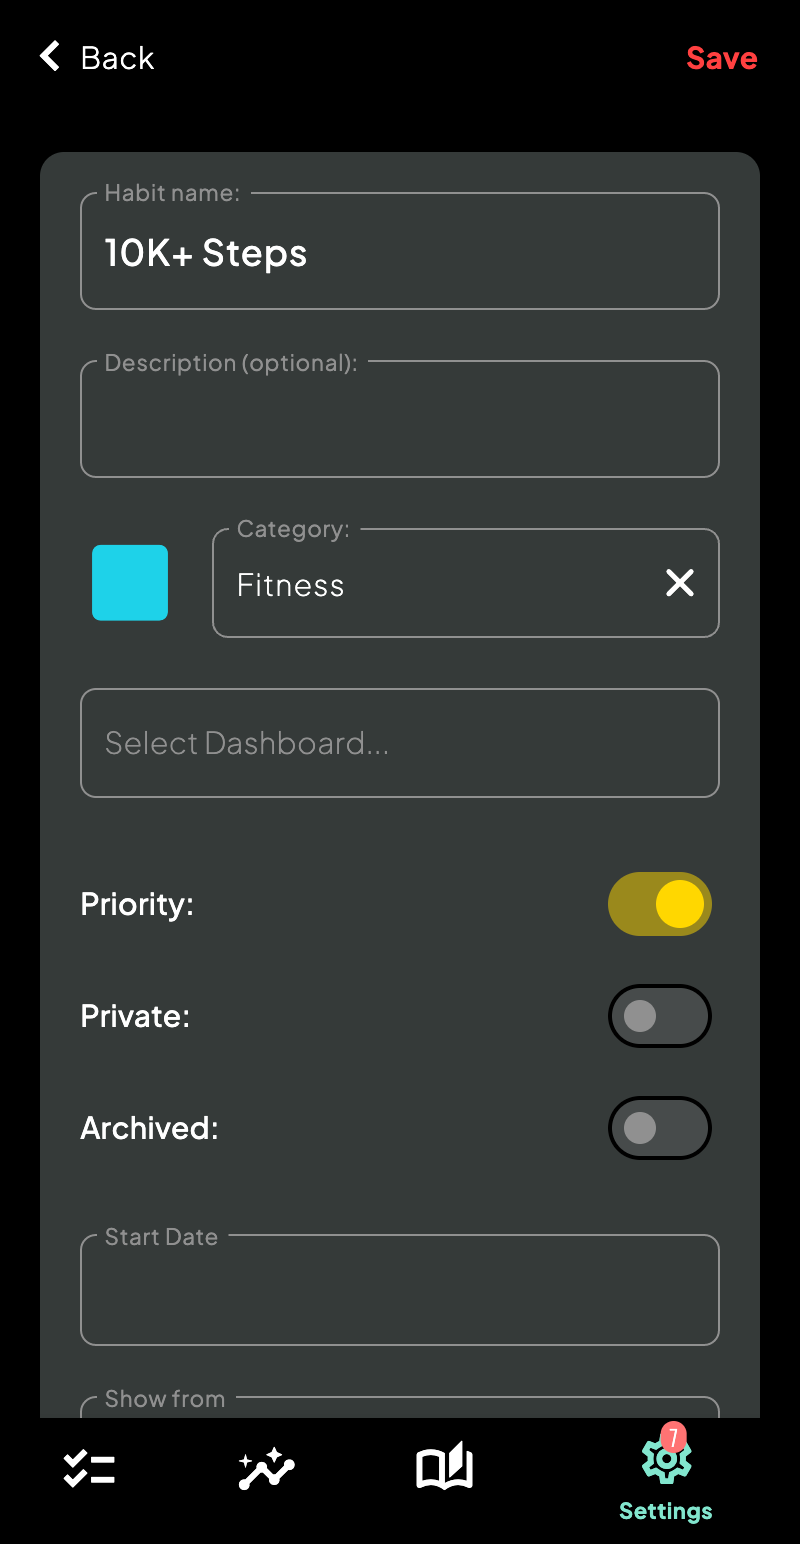 Back
Save
Habit name:
10K+ Steps
Description (optional):
Category:
Fitness
Select Dashboard...
Priority:
Private:
Archived:
Start Date
Show from
7
Settings